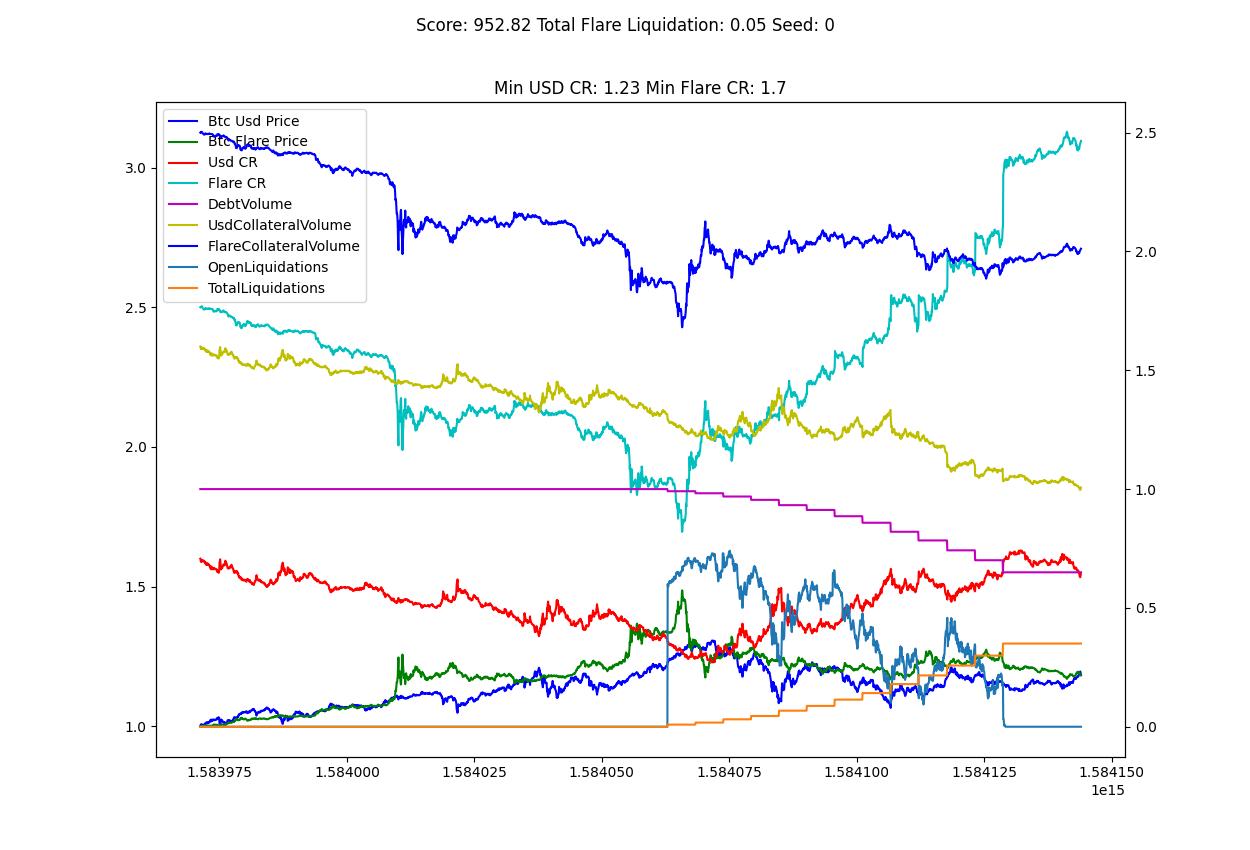 Score: 952.82 Total Flare Liquidation: 0.05 Seed: 0
Min USD CR: 1.23 Min Flare CR: 1.7
Btc Usd Price
Btc Flare Price
Usd CR
Flare CR
DebtVolume
UsdCollateralVolume
FlareCollateralVolume
OpenLiquidations
TotalLiquidations
3.0
2.5
2.0
1.5
1.0
2.5
2.0
1.5
1.0
0.5
0.0
1.583975 1.584000 1.584025 1.584050 1.584075 1.584100 1.584125 1.584150
1e15